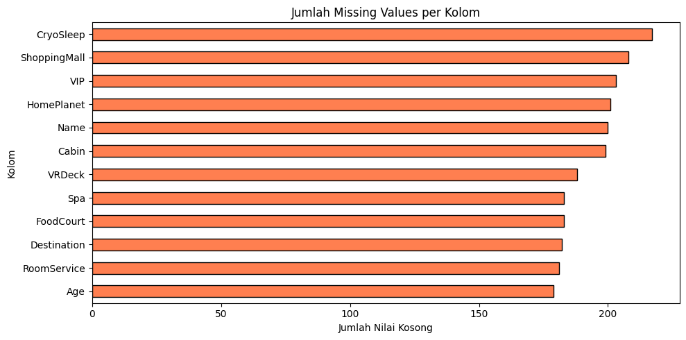 Jumlah Missing Values per Kolom
CryoSleep
ShoppingMall
VIP
HomePlanet
Name
Cabin
VRDeck
Spa
FoodCourt
Destination
RoomService
Age
Kolom
0 50 100 150 200
Jumlah Nilai Kosong